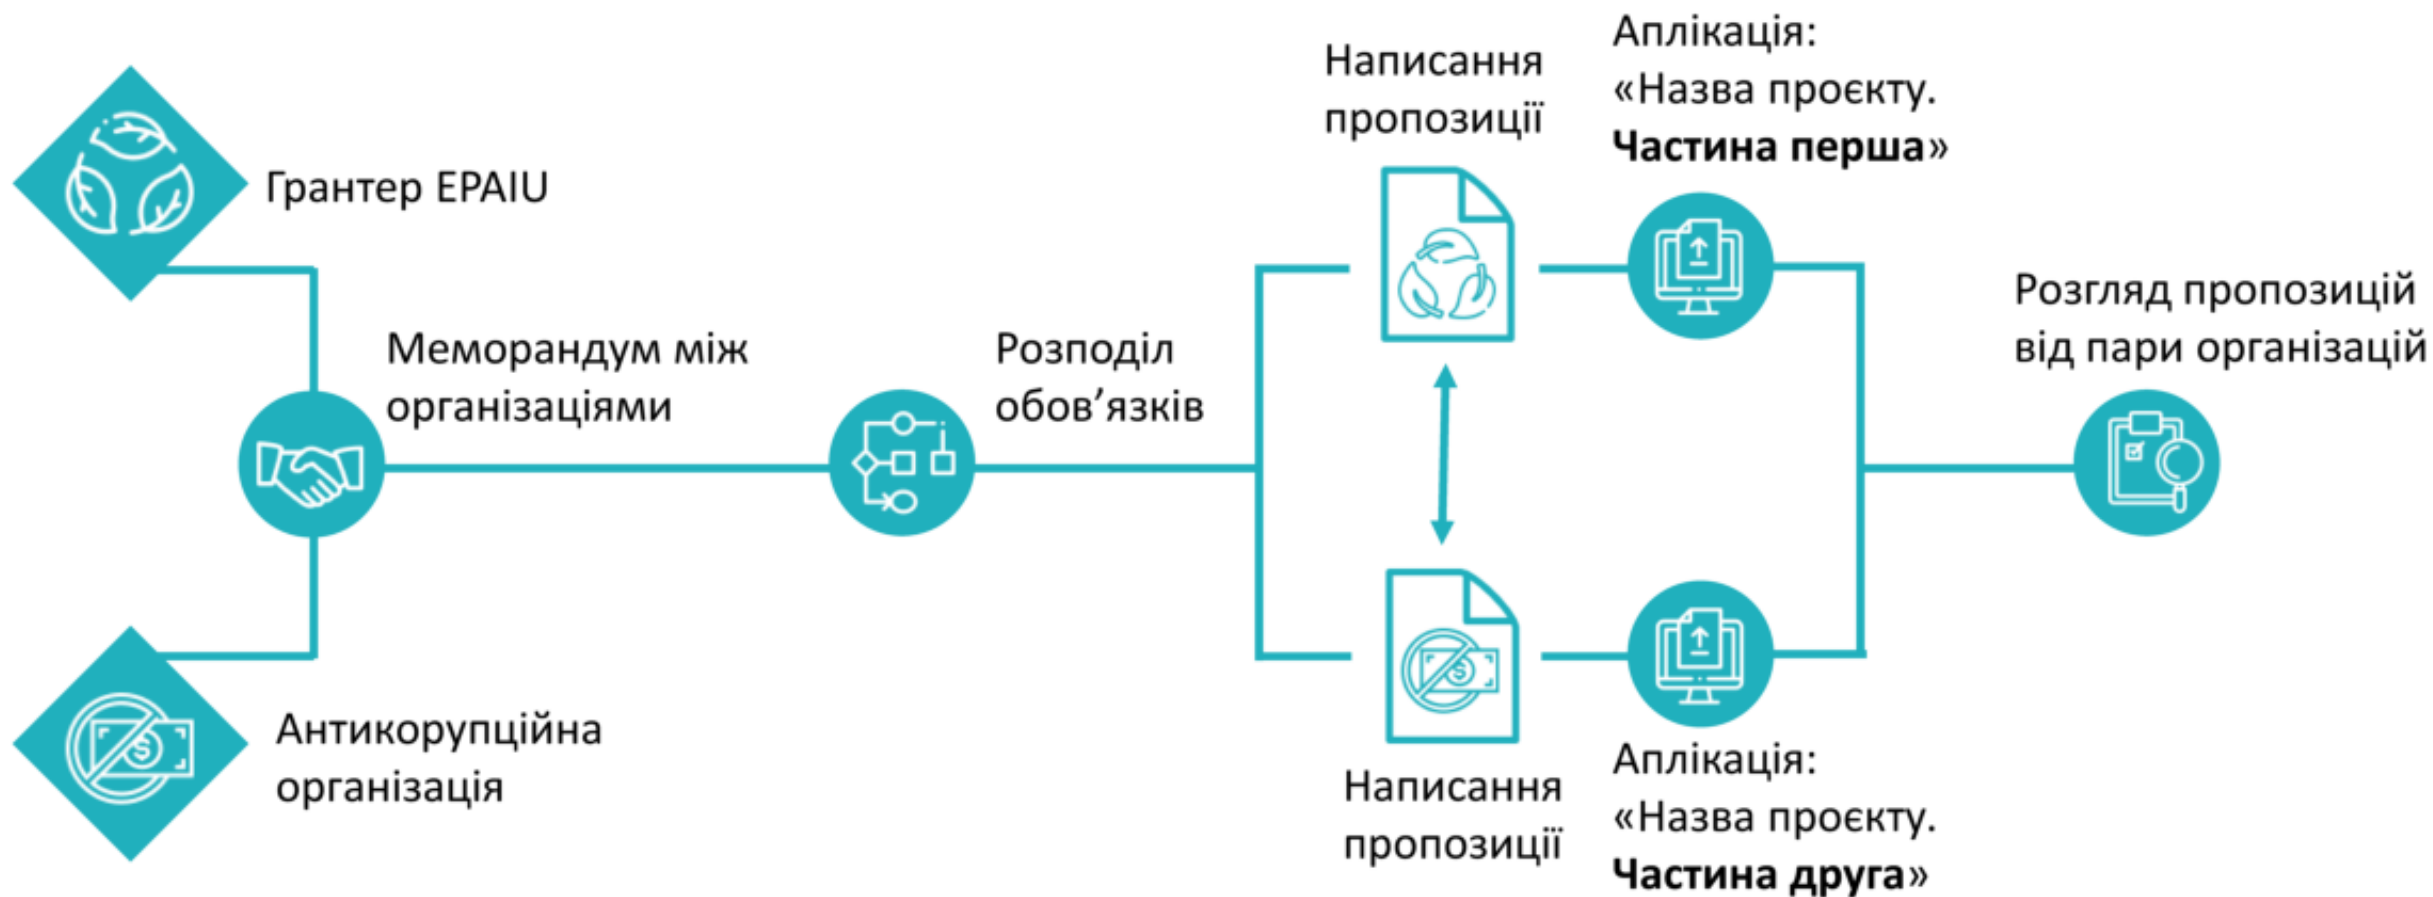 Грантер EPAIU
Антикорупційна
організація
Меморандум між
організаціями
Розподіл
обов’язків
Написання
пропозиції
Аплікація:
«Назва проєкту.
Частина перша»
Написання
пропозиції
Аплікація:
«Назва проєкту.
Частина друга»
Розгляд пропозицій
від пари організацій